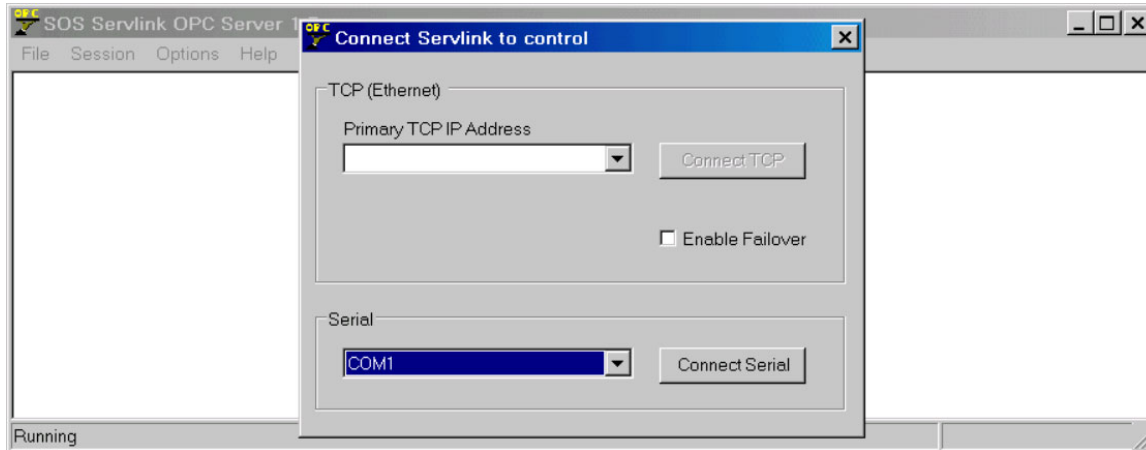 SOS Servlink OPC Server
Connect Servlink to control
File Session Options Help
TCP (Ethernet)
Primary TCP IP Address
Connect TCP
Enable Failover
Serial
COM1
Connect Serial
Running